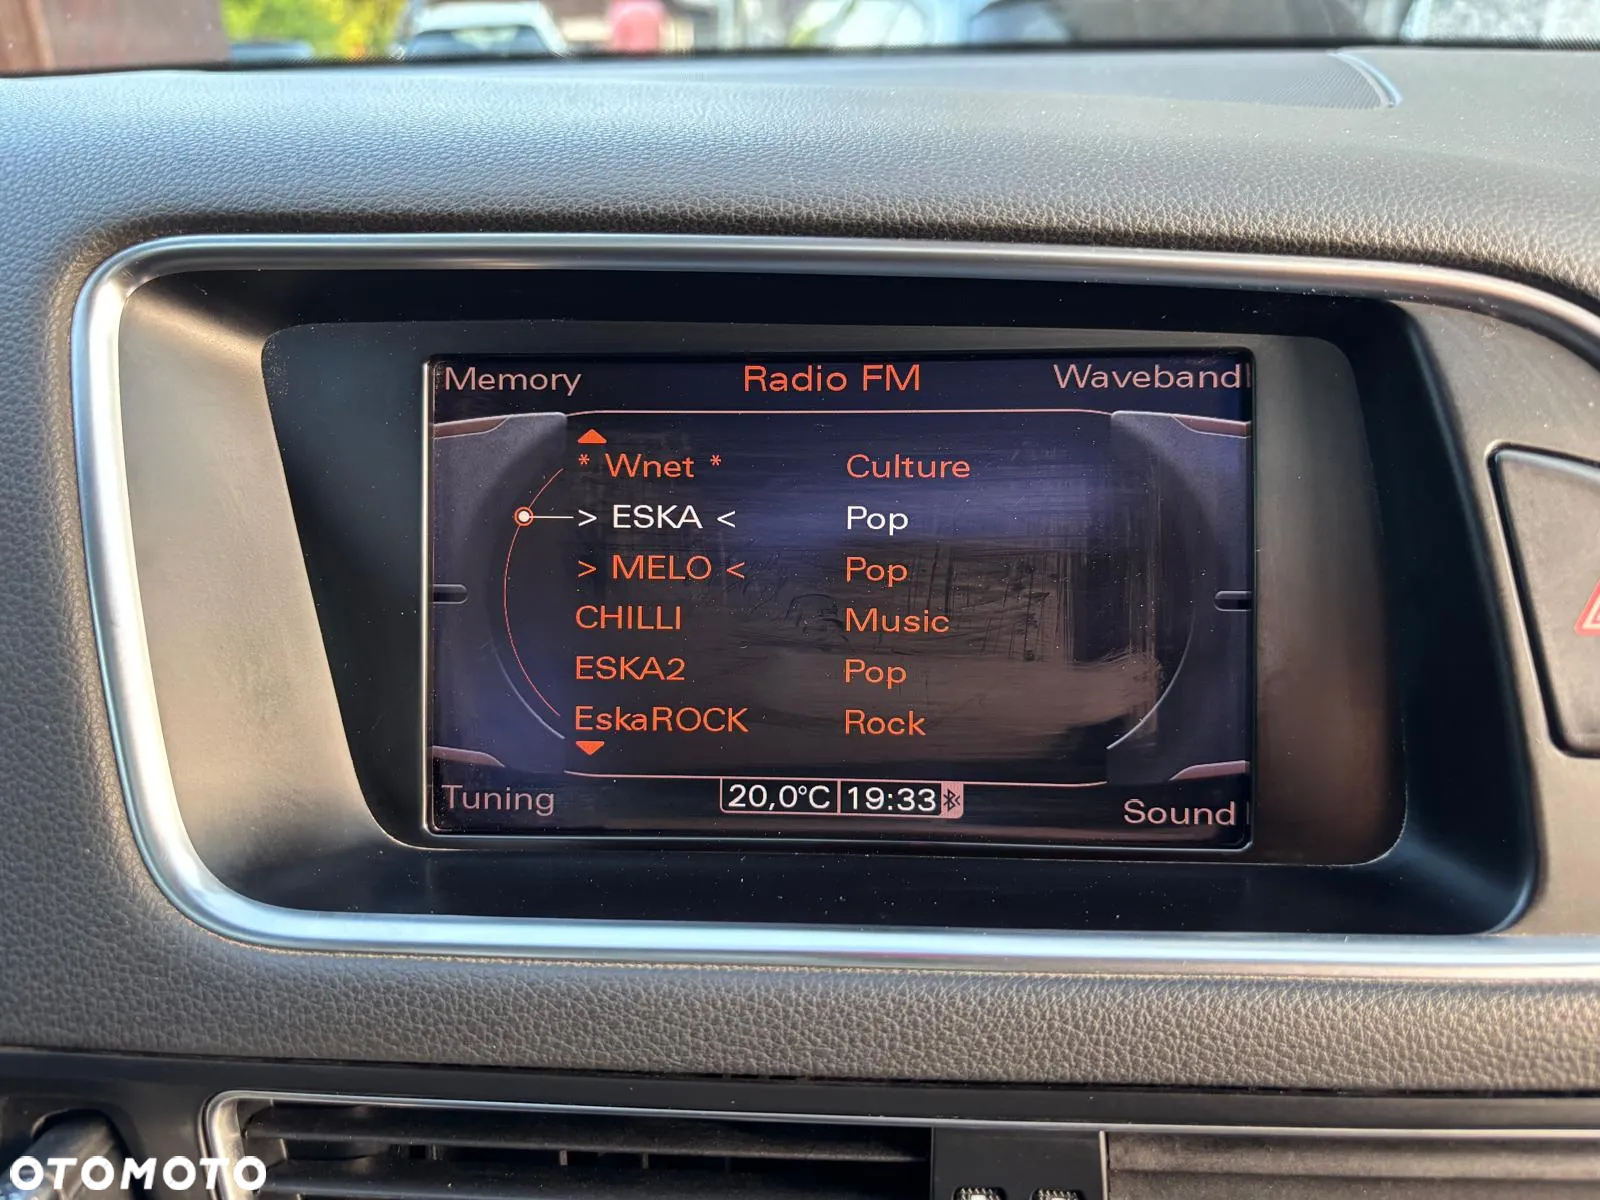 Memory Radio FM Waveband
* Wnet * Culture
> ESKA < Pop
> MELO < Pop
CHILLI Music
ESKA2 Pop
EskaROCK Rock
Tuning 20,0°C 19:33 Sound
OTOMOTO